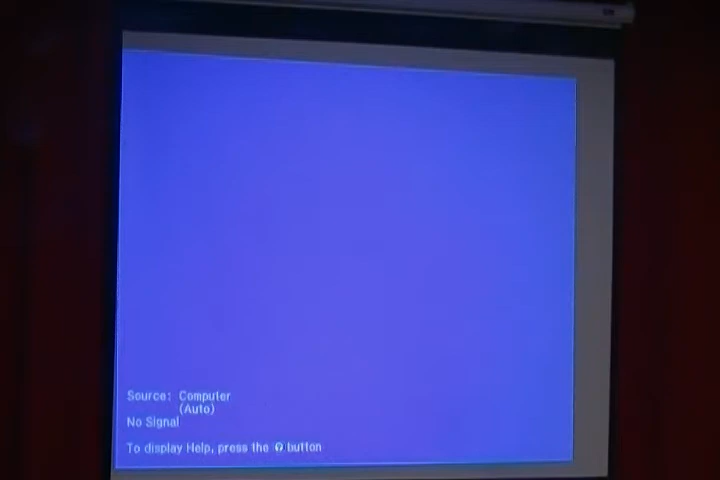 Source: Computer
(Auto)
No Signal
To display Help, press the ? button